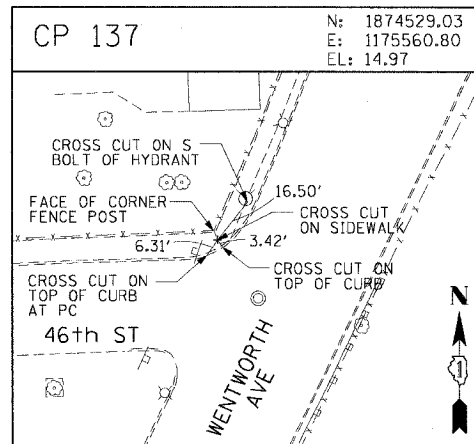 CP 137
N: 1874529.03
E: 1175560.80
EL: 14.97
CROSS CUT ON S
BOLT OF HYDRANT
16.50'
FACE OF CORNER
FENCE POST
CROSS CUT
ON SIDEWALK
6.31'
3.42'
CROSS CUT ON
TOP OF CURB
AT PC
CROSS CUT ON
TOP OF CURB
46th ST
WENTWORTH
AVE
N
1